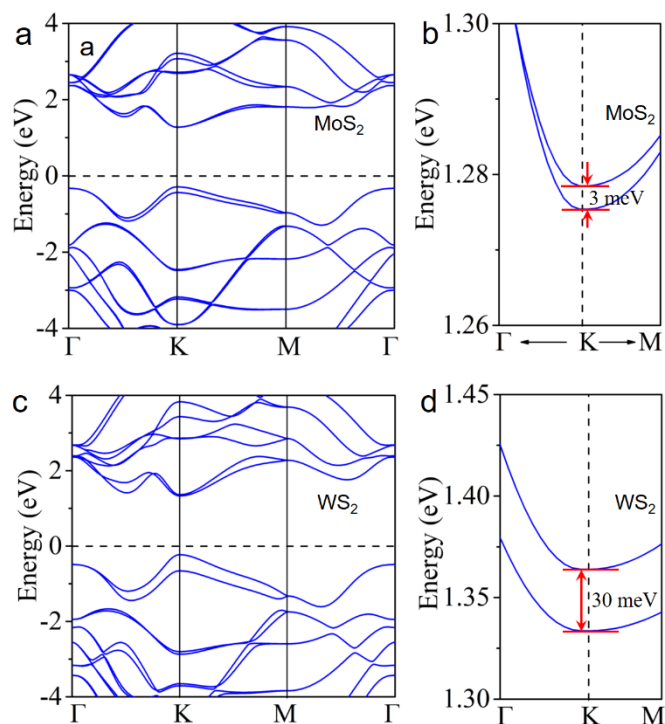 a
a
Energy (eV)
4
2
0
-2
-4
MoS₂
Γ
K
M
Γ
b
Energy (eV)
1.30
1.28
1.26
MoS₂
3 meV
Γ ← K → M
c
Energy (eV)
4
2
0
-2
-4
WS₂
Γ
K
M
Γ
d
Energy (eV)
1.45
1.40
1.35
1.30
WS₂
30 meV
Γ
K
M